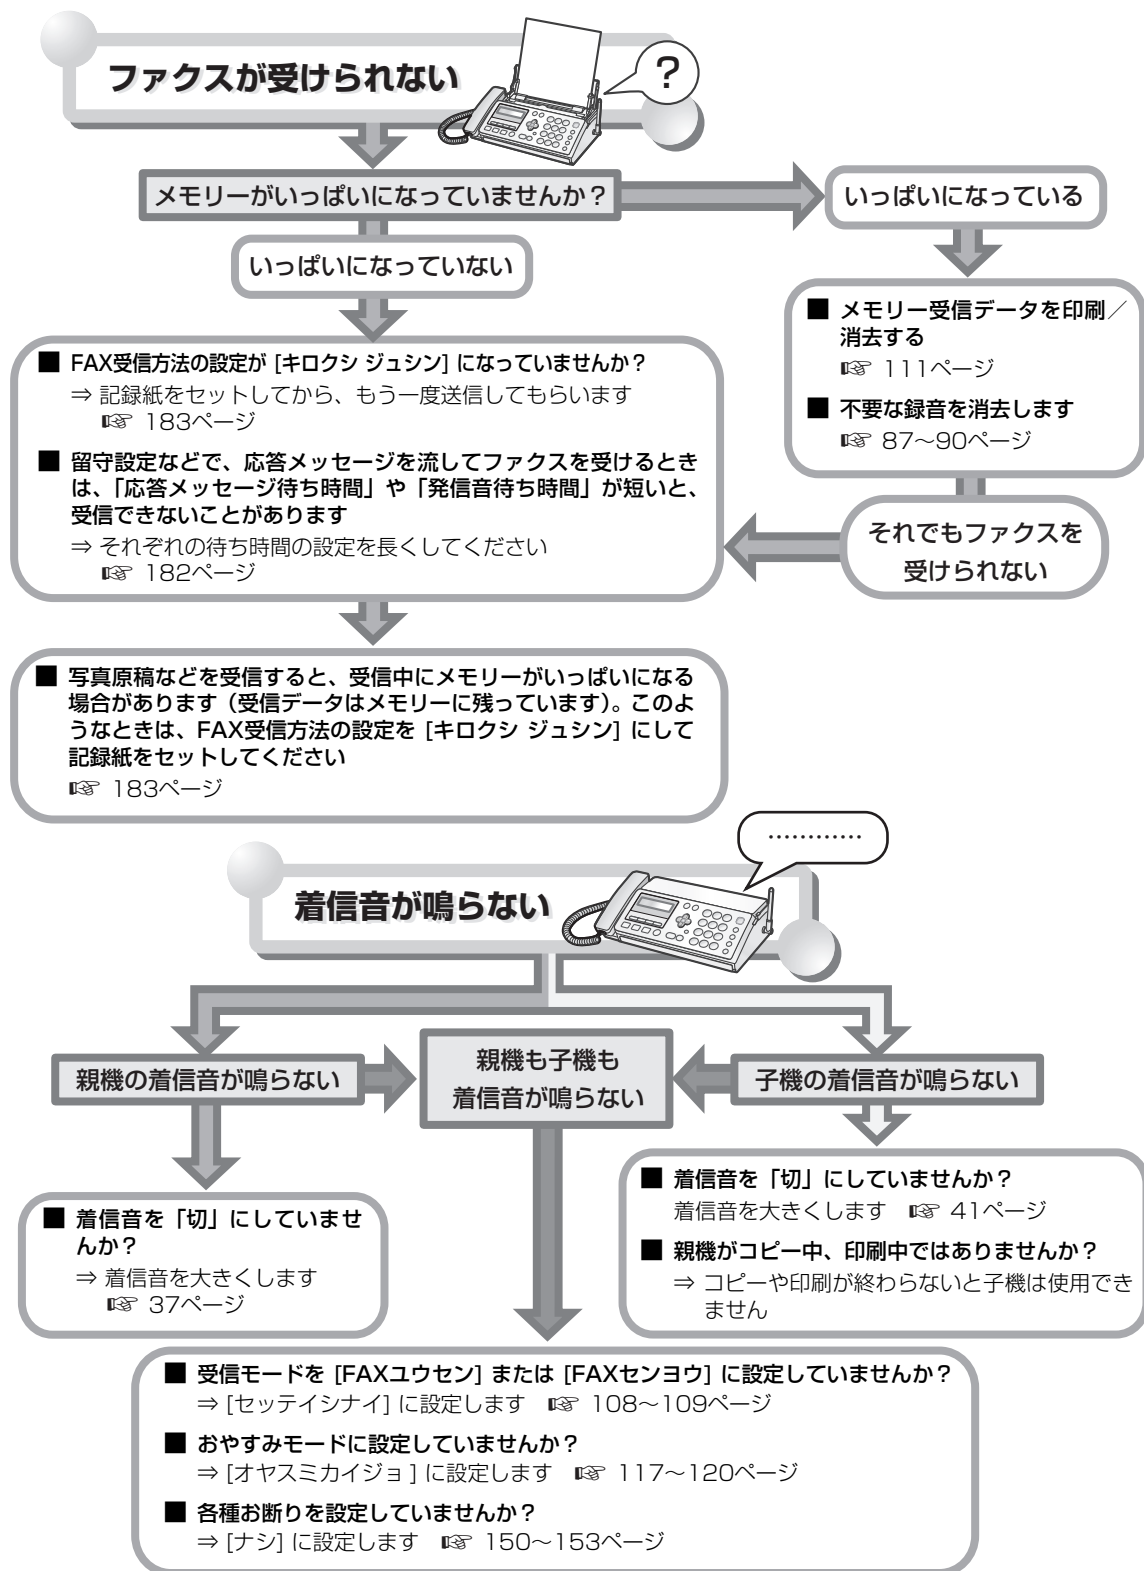 ファクスが受けられない
?
メモリーがいっぱいになっていませんか？
いっぱいになっている
いっぱいになっていない
■ メモリー受信データを印刷／
消去する
☞ 111ページ
■ 不要な録音を消去します
☞ 87～90ページ
それでもファクスを
受けられない
■ FAX受信方法の設定が [キロクシ ジュシン] になっていませんか？
⇒ 記録紙をセットしてから、もう一度送信してもらいます
☞ 183ページ
■ 留守設定などで、応答メッセージを流してファクスを受けるとき
は、「応答メッセージ待ち時間」や「発信音待ち時間」が短いと、
受信できないことがあります
⇒ それぞれの待ち時間の設定を長くしてください
☞ 182ページ
■ 写真原稿などを受信すると、受信中にメモリーがいっぱいになる
場合があります（受信データはメモリーに残っています）。このよ
うなときは、FAX受信方法の設定を [キロクシ ジュシン] にして
記録紙をセットしてください
☞ 183ページ
…………
着信音が鳴らない
親機の着信音が鳴らない
親機も子機も
着信音が鳴らない
子機の着信音が鳴らない
■ 着信音を「切」にしていませ
んか？
⇒ 着信音を大きくします
☞ 37ページ
■ 着信音を「切」にしていませんか？
着信音を大きくします ☞ 41ページ
■ 親機がコピー中、印刷中ではありませんか？
⇒ コピーや印刷が終わらないと子機は使用でき
ません
■ 受信モードを [FAXユウセン] または [FAXセンヨウ] に設定していませんか？
⇒ [セッテイシナイ] に設定します ☞ 108～109ページ
■ おやすみモードに設定していませんか？
⇒ [オヤスミカイジョ ] に設定します ☞ 117～120ページ
■ 各種お断りを設定していませんか？
⇒ [ナシ] に設定します ☞ 150～153ページ